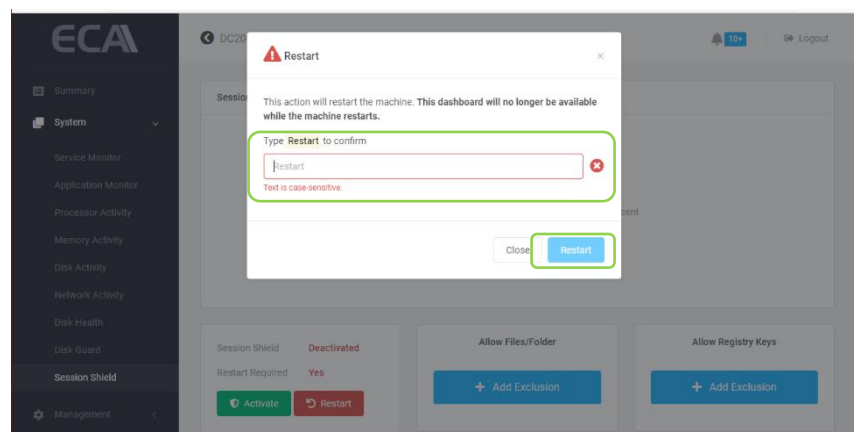 ECA
DC20
10+
Logout
Restart
Summary
Session
This action will restart the machine. This dashboard will no longer be available
while the machine restarts.
System
Type Restart to confirm
Service Monitor
Restart
Application Monitor
Text is case-sensitive.
Processor Activity
cent
Memory Activity
Close
Restart
Disk Activity
Network Activity
Disk Health
Disk Guard
Session Shield
Session Shield Deactivated
Restart Required Yes
Activate
Restart
Allow Files/Folder
+ Add Exclusion
Allow Registry Keys
+ Add Exclusion
Management